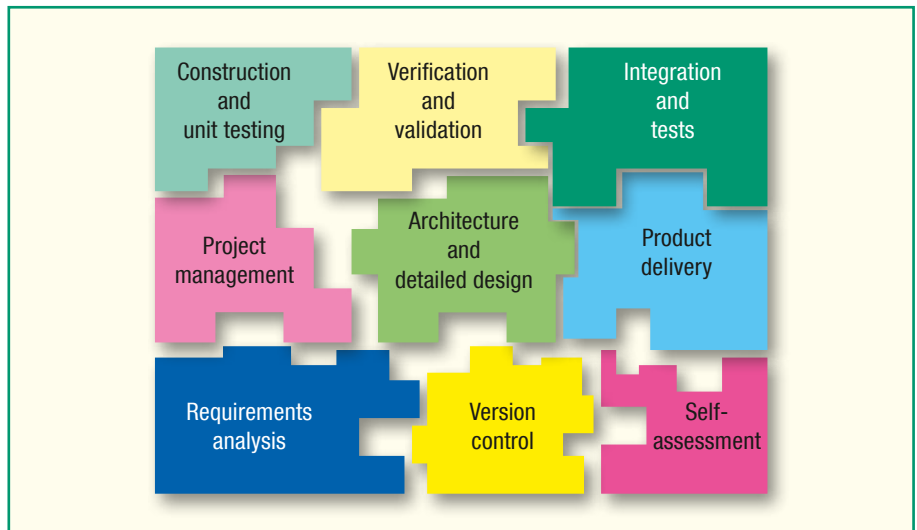 Construction
and
unit testing
Verification
and
validation
Integration
and
tests
Project
management
Architecture
and
detailed design
Product
delivery
Requirements
analysis
Version
control
Self-
assessment